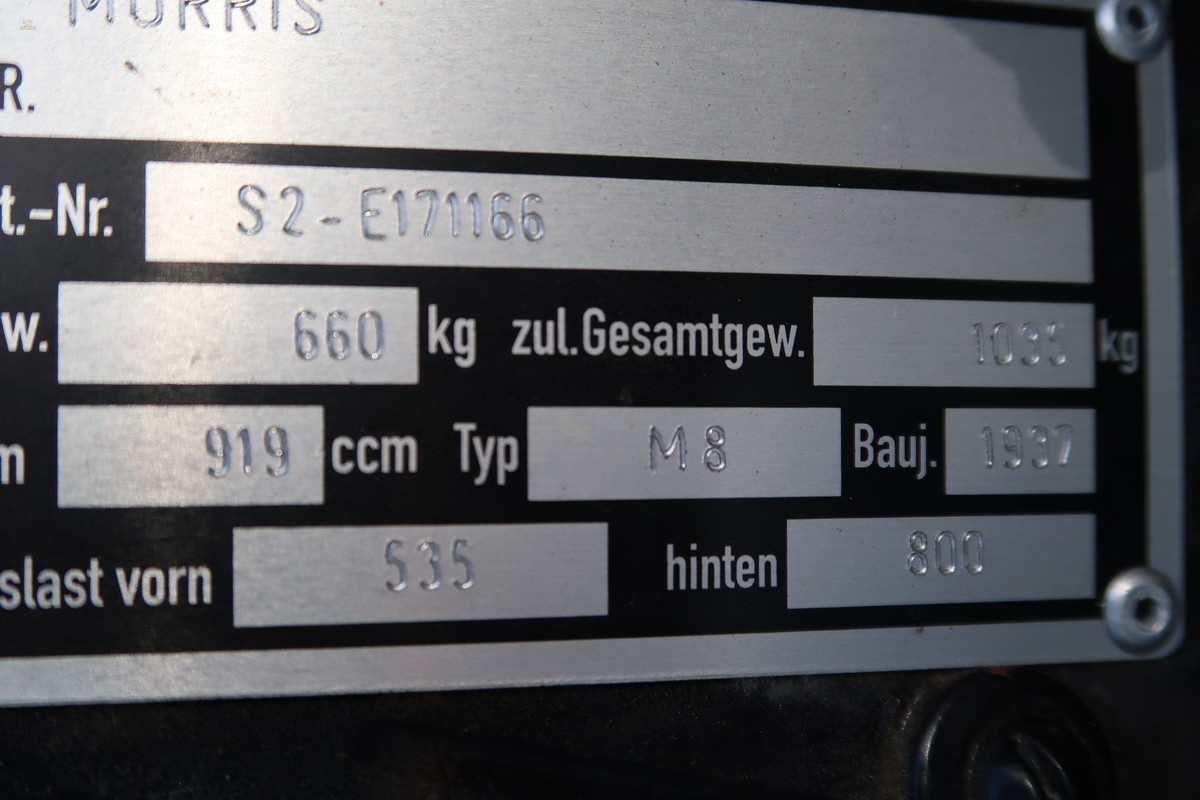 MORRIS
R.
t.-Nr. S2-E171166
w. 660 kg zul.Gesamtgew. 1035 kg
m 919 ccm Typ M8 Bauj. 1937
slast vorn 535 hinten 800